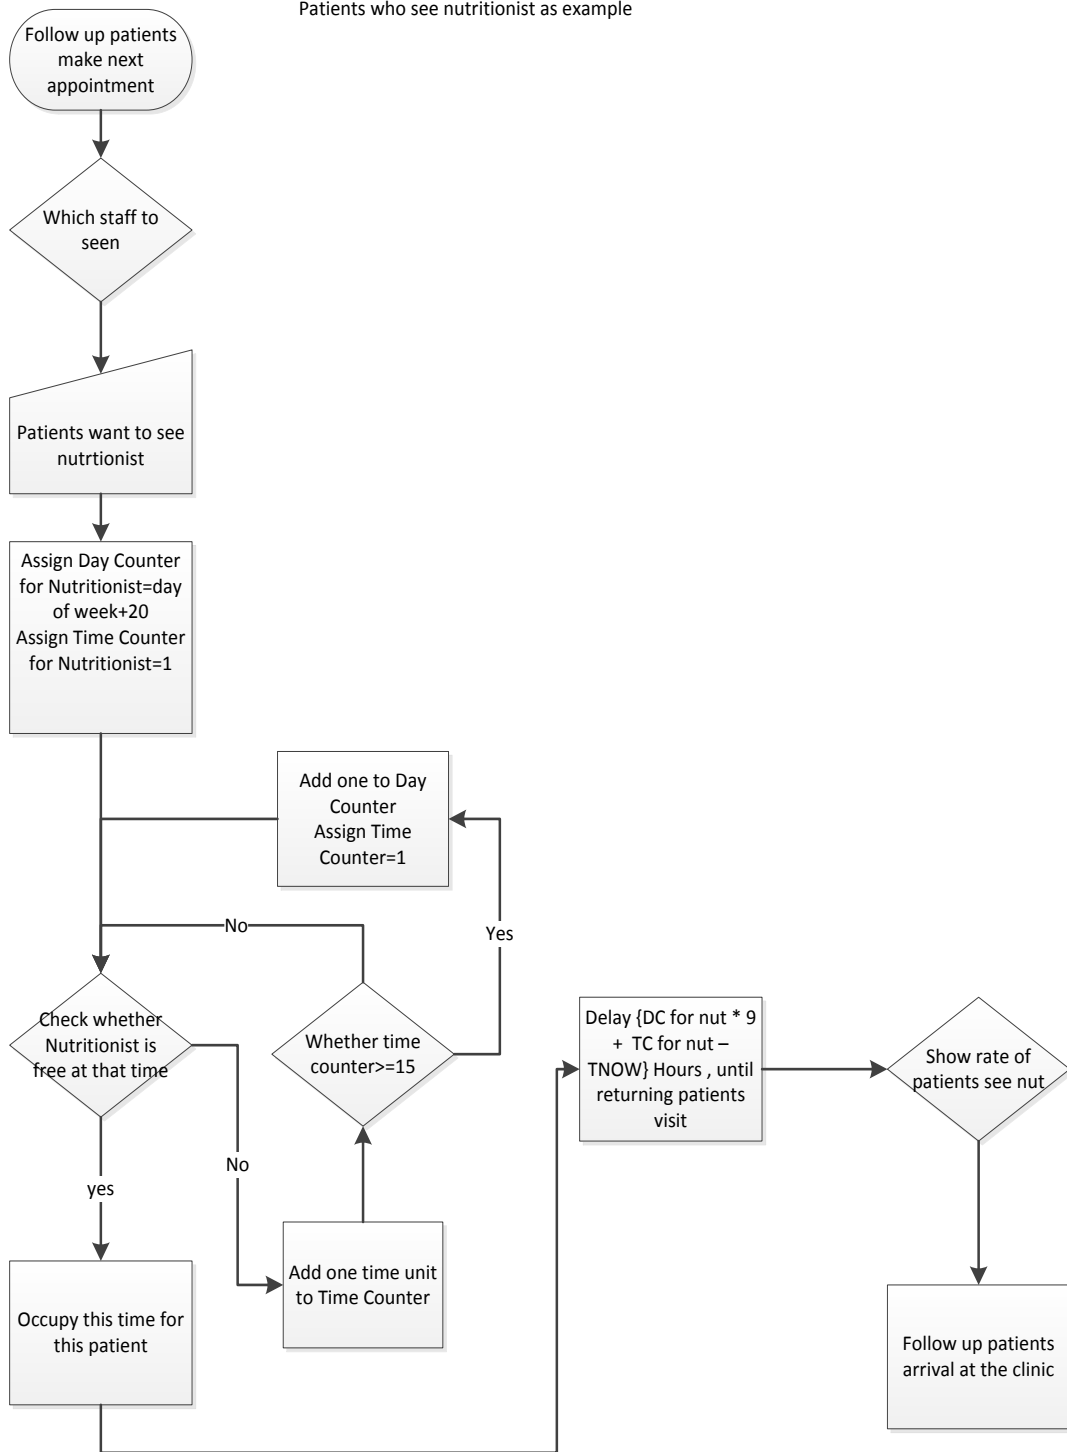 Patients who see nutritionist as example
Follow up patients
make next
appointment
Which staff to
seen
Patients want to see
nutrtionist
Assign Day Counter
for Nutritionist=day
of week+20
Assign Time Counter
for Nutritionist=1
Add one to Day
Counter
Assign Time
Counter=1
No
Yes
Check whether
Nutritionist is
free at that time
Whether time
counter>=15
Delay {DC for nut * 9
+ TC for nut –
TNOW} Hours , until
returning patients
visit
Show rate of
patients see nut
No
yes
Occupy this time for
this patient
Add one time unit
to Time Counter
Follow up patients
arrival at the clinic